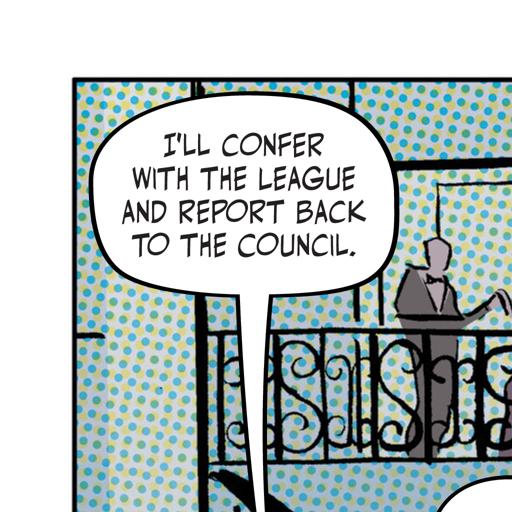 I'LL CONFER
WITH THE LEAGUE
AND REPORT BACK
TO THE COUNCIL.